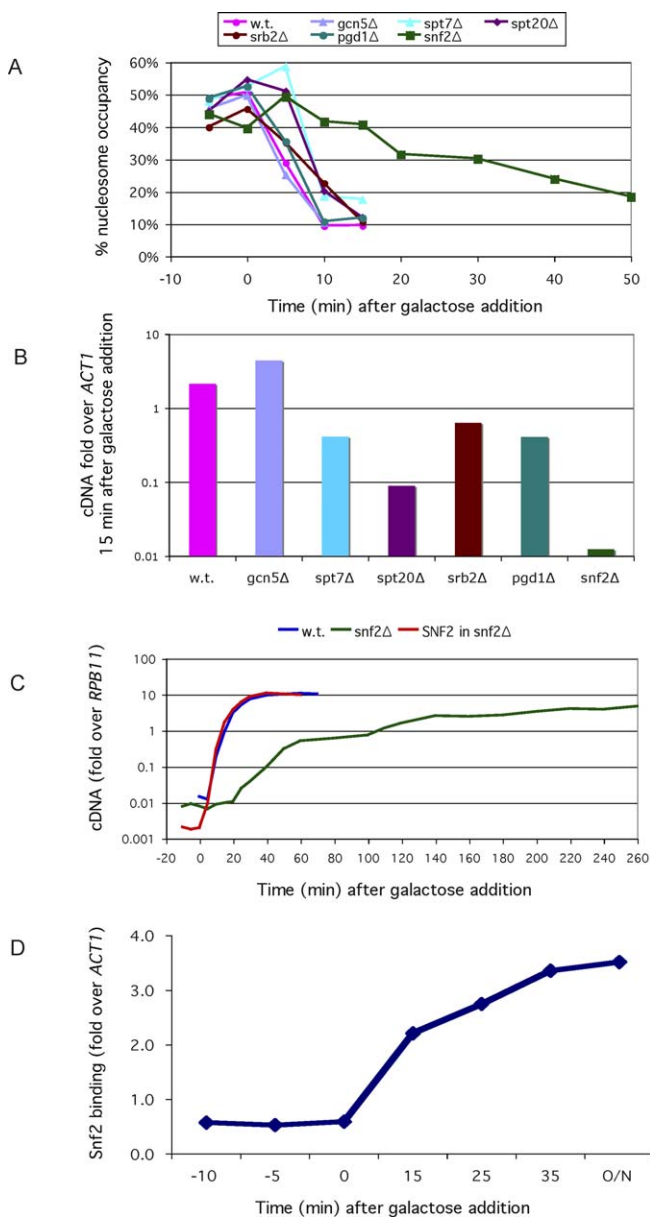 w.t. gcn5Δ spt7Δ spt20Δ
srb2Δ pgd1Δ snf2Δ
A
% nucleosome occupancy
60%
50%
40%
30%
20%
10%
0%
-10 0 10 20 30 40 50
Time (min) after galactose addition
B
cDNA fold over ACT1
15 min after galactose addition
10
1
0.1
0.01
w.t. gcn5Δ spt7Δ spt20Δ srb2Δ pgd1Δ snf2Δ
w.t. snf2Δ SNF2 in snf2Δ
C
cDNA (fold over RPB11)
100
10
1
0.1
0.01
0.001
-20 0 20 40 60 80 100 120 140 160 180 200 220 240 260
Time (min) after galactose addition
D
Snf2 binding (fold over ACT1)
4.0
3.0
2.0
1.0
0.0
-10 -5 0 15 25 35 O/N
Time (min) after galactose addition